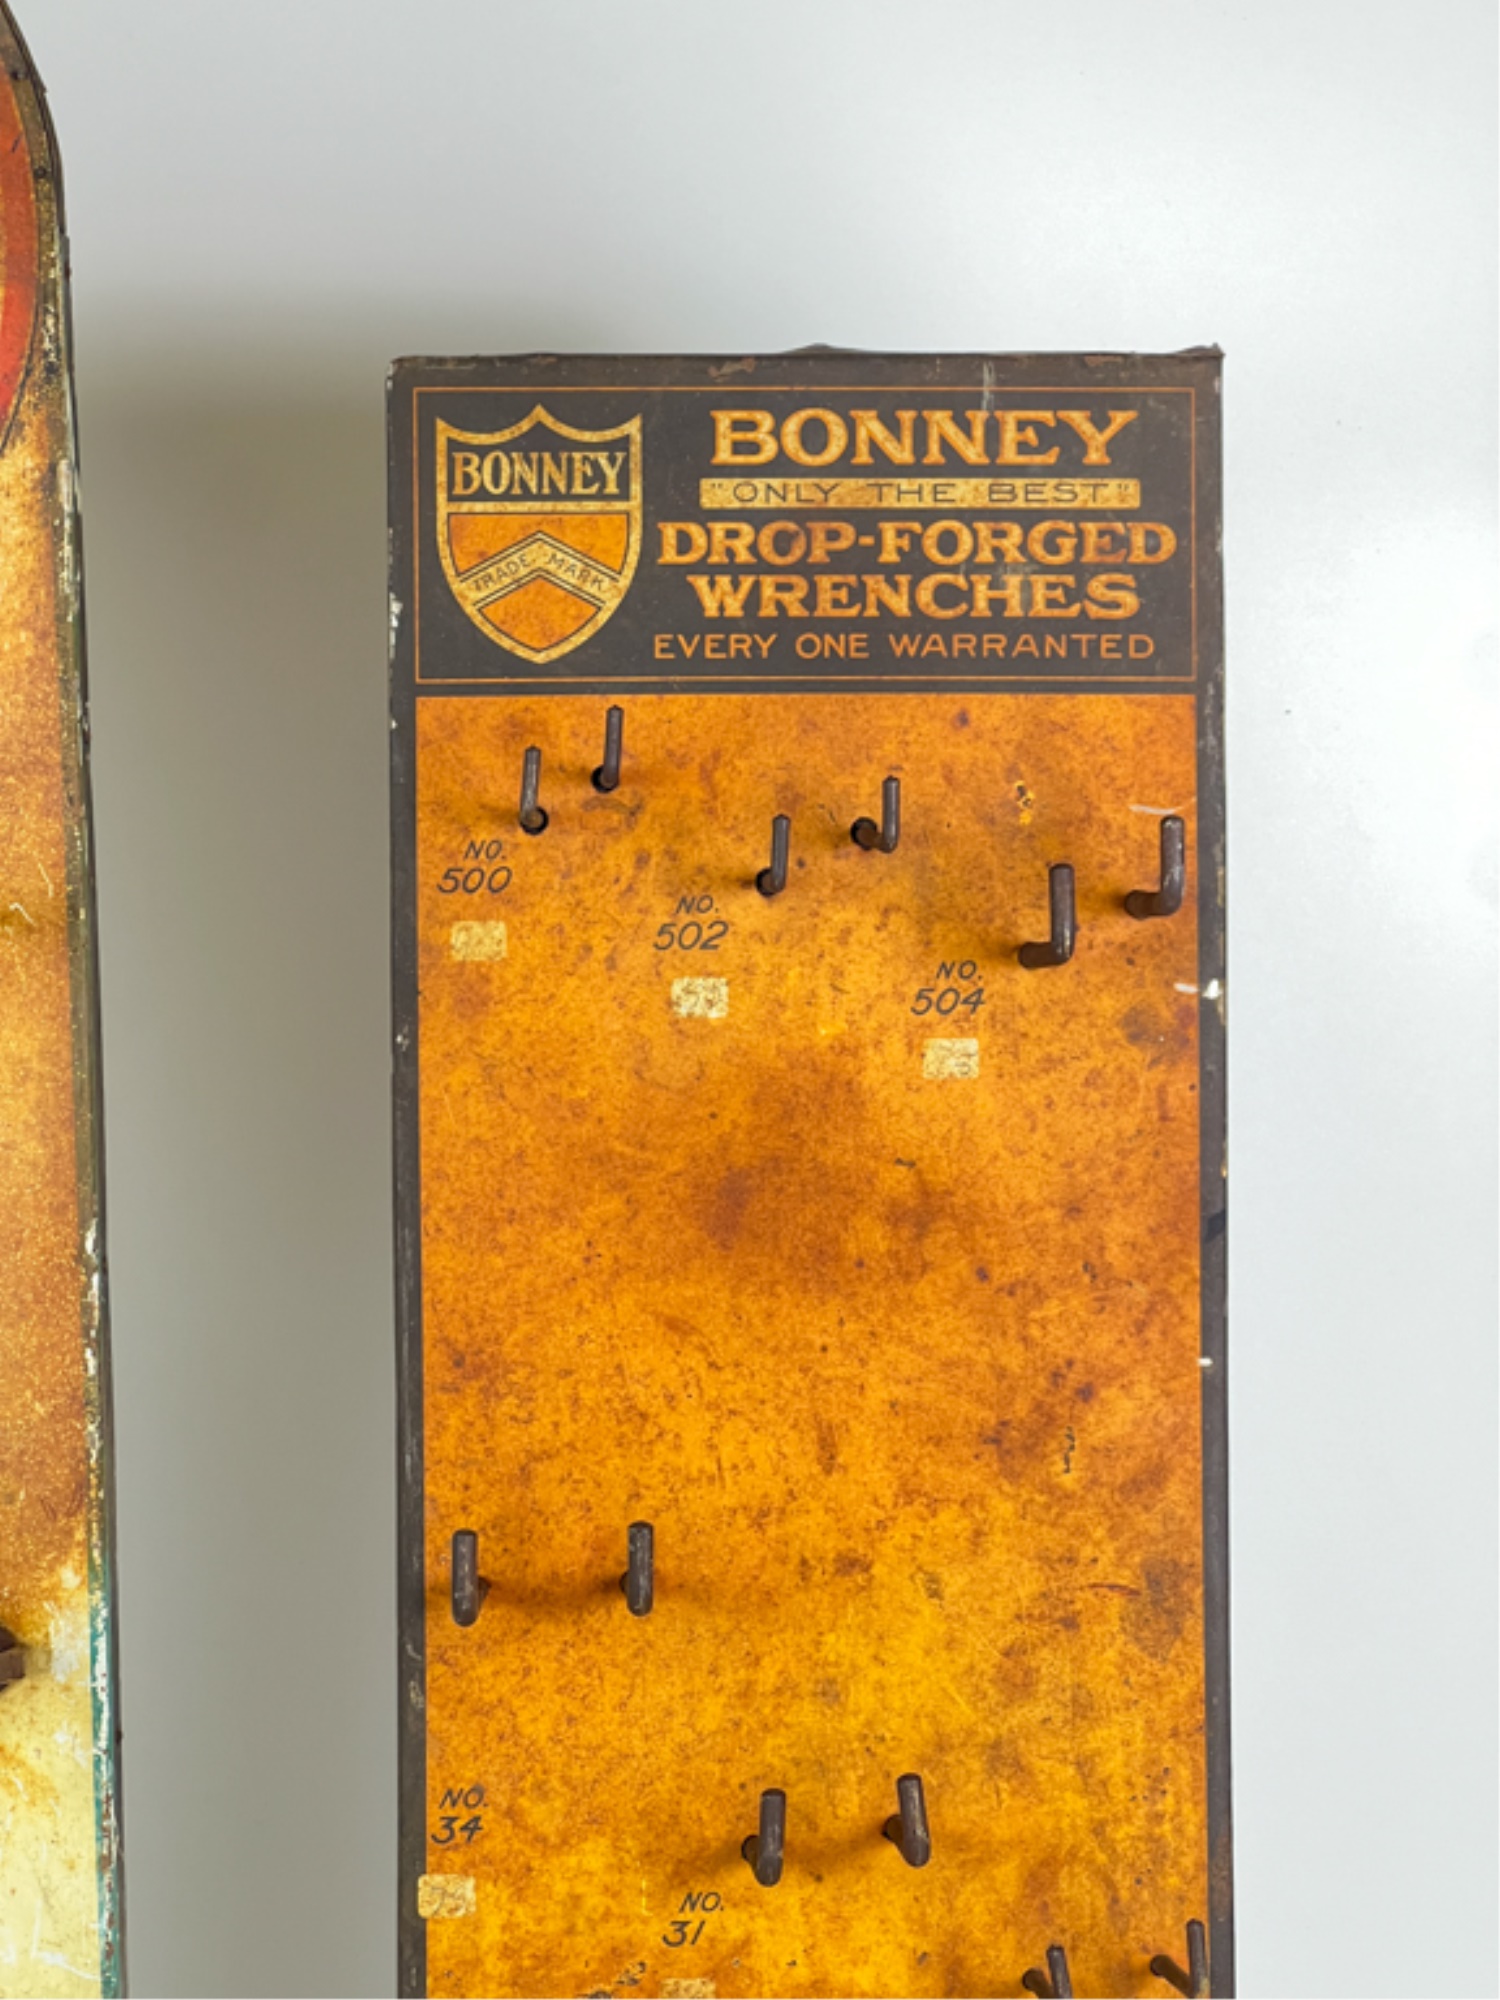 BONNEY
TRADE MARK
BONNEY
"ONLY THE BEST"
DROP-FORGED
WRENCHES
EVERY ONE WARRANTED
NO.
500
NO.
502
NO.
504
NO.
34
NO.
31